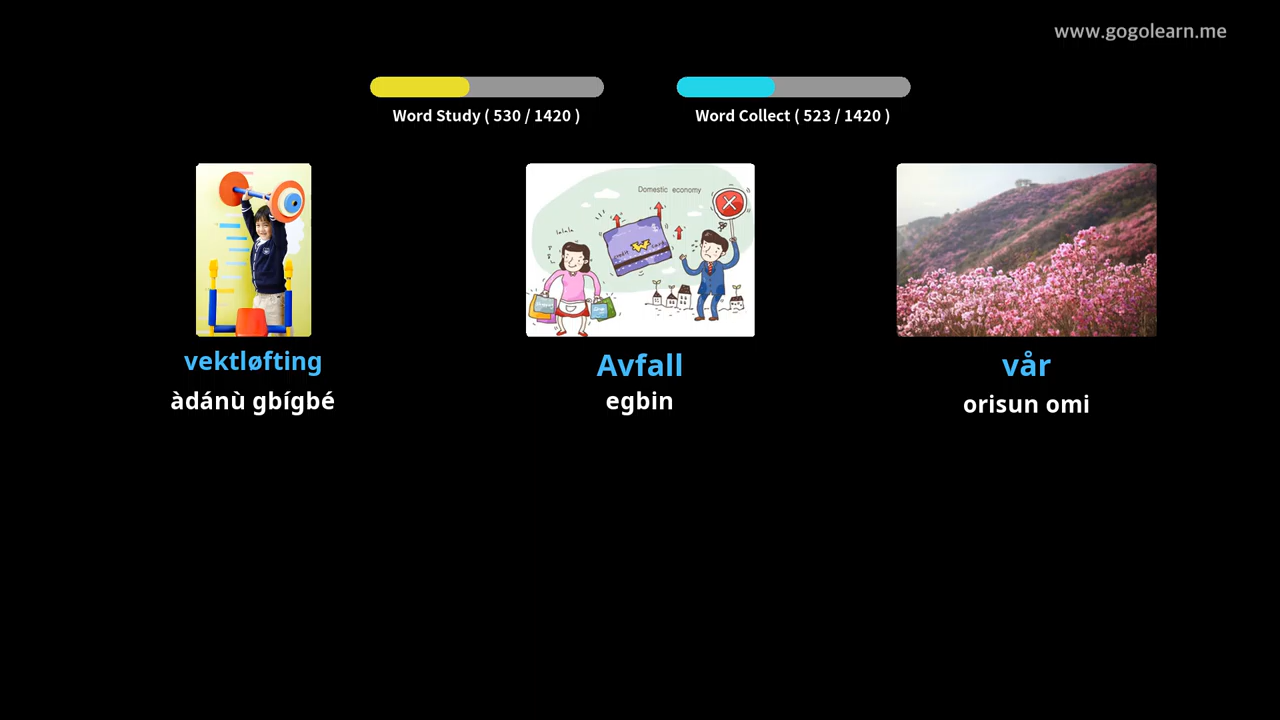 www.gogolearn.me
Word Study ( 530 / 1420 )
Word Collect ( 523 / 1420 )
Domestic economy
lalala
vektløfting
Avfall
vår
àdánù gbígbé
egbin
orisun omi